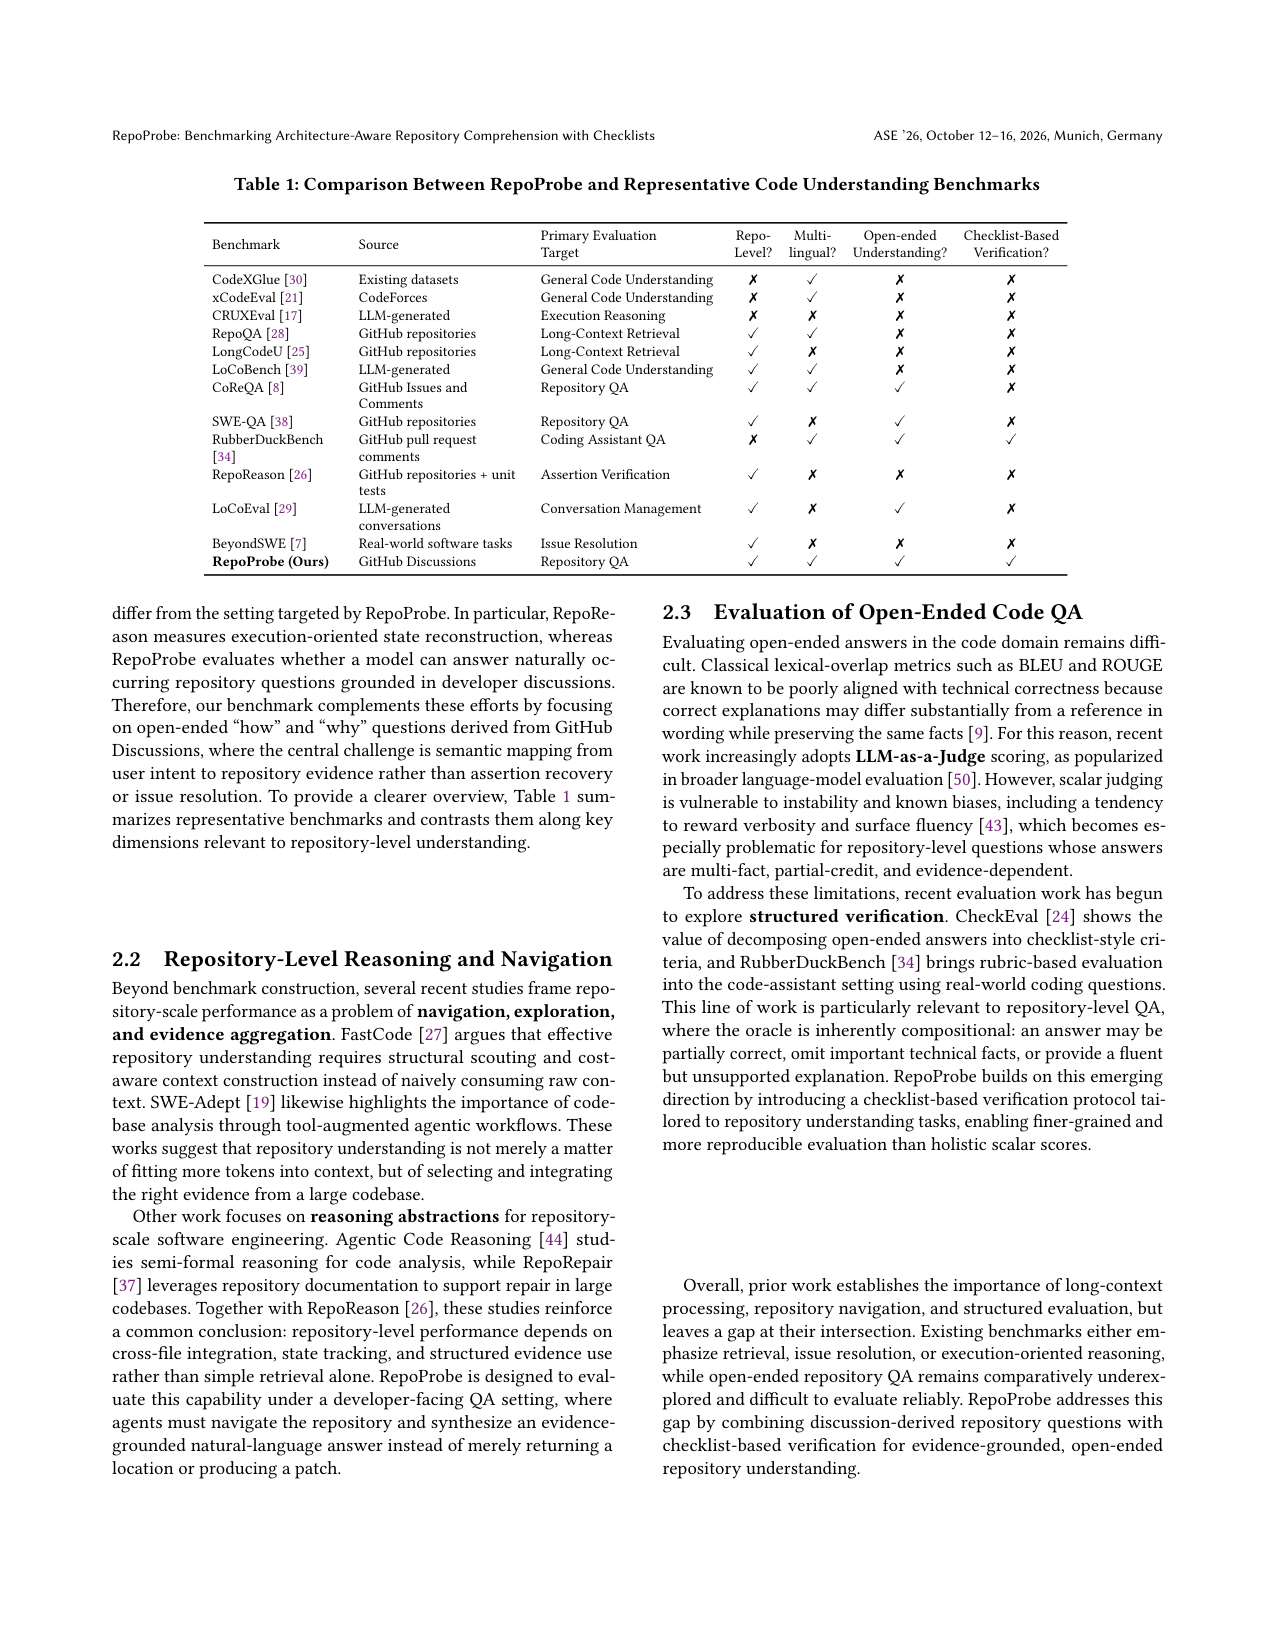 RepoProbe: Benchmarking Architecture-Aware Repository Comprehension with Checklists
ASE ’26, October 12–16, 2026, Munich, Germany
Table 1: Comparison Between RepoProbe and Representative Code Understanding Benchmarks
Benchmark Source Primary Evaluation Target Repo-Level? Multi-lingual? Open-ended Understanding? Checklist-Based Verification?
CodeXGlue [30] Existing datasets General Code Understanding ✗ ✓ ✗ ✗
xCodeEval [21] CodeForces General Code Understanding ✗ ✓ ✗ ✗
CRUXEval [17] LLM-generated Execution Reasoning ✗ ✗ ✗ ✗
RepoQA [28] GitHub repositories Long-Context Retrieval ✓ ✓ ✗ ✗
LongCodeU [25] GitHub repositories Long-Context Retrieval ✓ ✗ ✗ ✗
LoCoBench [39] LLM-generated General Code Understanding ✓ ✓ ✗ ✗
CoReQA [8] GitHub Issues and Comments Repository QA ✓ ✓ ✓ ✗
SWE-QA [38] GitHub repositories Repository QA ✓ ✗ ✓ ✗
RubberDuckBench [34] GitHub pull request comments Coding Assistant QA ✗ ✓ ✓ ✓
RepoReason [26] GitHub repositories + unit tests Assertion Verification ✓ ✗ ✗ ✗
LoCoEval [29] LLM-generated conversations Conversation Management ✓ ✗ ✓ ✗
BeyondSWE [7] Real-world software tasks Issue Resolution ✓ ✗ ✗ ✗
RepoProbe (Ours) GitHub Discussions Repository QA ✓ ✓ ✓ ✓
differ from the setting targeted by RepoProbe. In particular, RepoRe-
ason measures execution-oriented state reconstruction, whereas
RepoProbe evaluates whether a model can answer naturally oc-
curring repository questions grounded in developer discussions.
Therefore, our benchmark complements these efforts by focusing
on open-ended “how” and “why” questions derived from GitHub
Discussions, where the central challenge is semantic mapping from
user intent to repository evidence rather than assertion recovery
or issue resolution. To provide a clearer overview, Table 1 sum-
marizes representative benchmarks and contrasts them along key
dimensions relevant to repository-level understanding.
2.2 Repository-Level Reasoning and Navigation
Beyond benchmark construction, several recent studies frame repo-
sitory-scale performance as a problem of navigation, exploration,
and evidence aggregation. FastCode [27] argues that effective
repository understanding requires structural scouting and cost-
aware context construction instead of naively consuming raw con-
text. SWE-Adept [19] likewise highlights the importance of code-
base analysis through tool-augmented agentic workflows. These
works suggest that repository understanding is not merely a matter
of fitting more tokens into context, but of selecting and integrating
the right evidence from a large codebase.
Other work focuses on reasoning abstractions for repository-
scale software engineering. Agentic Code Reasoning [44] stud-
ies semi-formal reasoning for code analysis, while RepoRepair
[37] leverages repository documentation to support repair in large
codebases. Together with RepoReason [26], these studies reinforce
a common conclusion: repository-level performance depends on
cross-file integration, state tracking, and structured evidence use
rather than simple retrieval alone. RepoProbe is designed to eval-
uate this capability under a developer-facing QA setting, where
agents must navigate the repository and synthesize an evidence-
grounded natural-language answer instead of merely returning a
location or producing a patch.
2.3 Evaluation of Open-Ended Code QA
Evaluating open-ended answers in the code domain remains diffi-
cult. Classical lexical-overlap metrics such as BLEU and ROUGE
are known to be poorly aligned with technical correctness because
correct explanations may differ substantially from a reference in
wording while preserving the same facts [9]. For this reason, recent
work increasingly adopts LLM-as-a-Judge scoring, as popularized
in broader language-model evaluation [50]. However, scalar judging
is vulnerable to instability and known biases, including a tendency
to reward verbosity and surface fluency [43], which becomes es-
pecially problematic for repository-level questions whose answers
are multi-fact, partial-credit, and evidence-dependent.
To address these limitations, recent evaluation work has begun
to explore structured verification. CheckEval [24] shows the
value of decomposing open-ended answers into checklist-style cri-
teria, and RubberDuckBench [34] brings rubric-based evaluation
into the code-assistant setting using real-world coding questions.
This line of work is particularly relevant to repository-level QA,
where the oracle is inherently compositional: an answer may be
partially correct, omit important technical facts, or provide a fluent
but unsupported explanation. RepoProbe builds on this emerging
direction by introducing a checklist-based verification protocol tai-
lored to repository understanding tasks, enabling finer-grained and
more reproducible evaluation than holistic scalar scores.
Overall, prior work establishes the importance of long-context
processing, repository navigation, and structured evaluation, but
leaves a gap at their intersection. Existing benchmarks either em-
phasize retrieval, issue resolution, or execution-oriented reasoning,
while open-ended repository QA remains comparatively underex-
plored and difficult to evaluate reliably. RepoProbe addresses this
gap by combining discussion-derived repository questions with
checklist-based verification for evidence-grounded, open-ended
repository understanding.